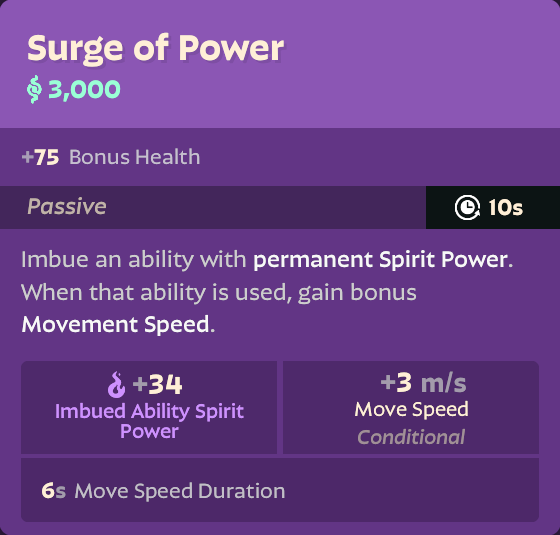 Surge of Power
3,000
+75 Bonus Health
Passive
10s
Imbue an ability with permanent Spirit Power.
When that ability is used, gain bonus
Movement Speed.
+34
Imbued Ability Spirit
Power
+3 m/s
Move Speed
Conditional
6s Move Speed Duration